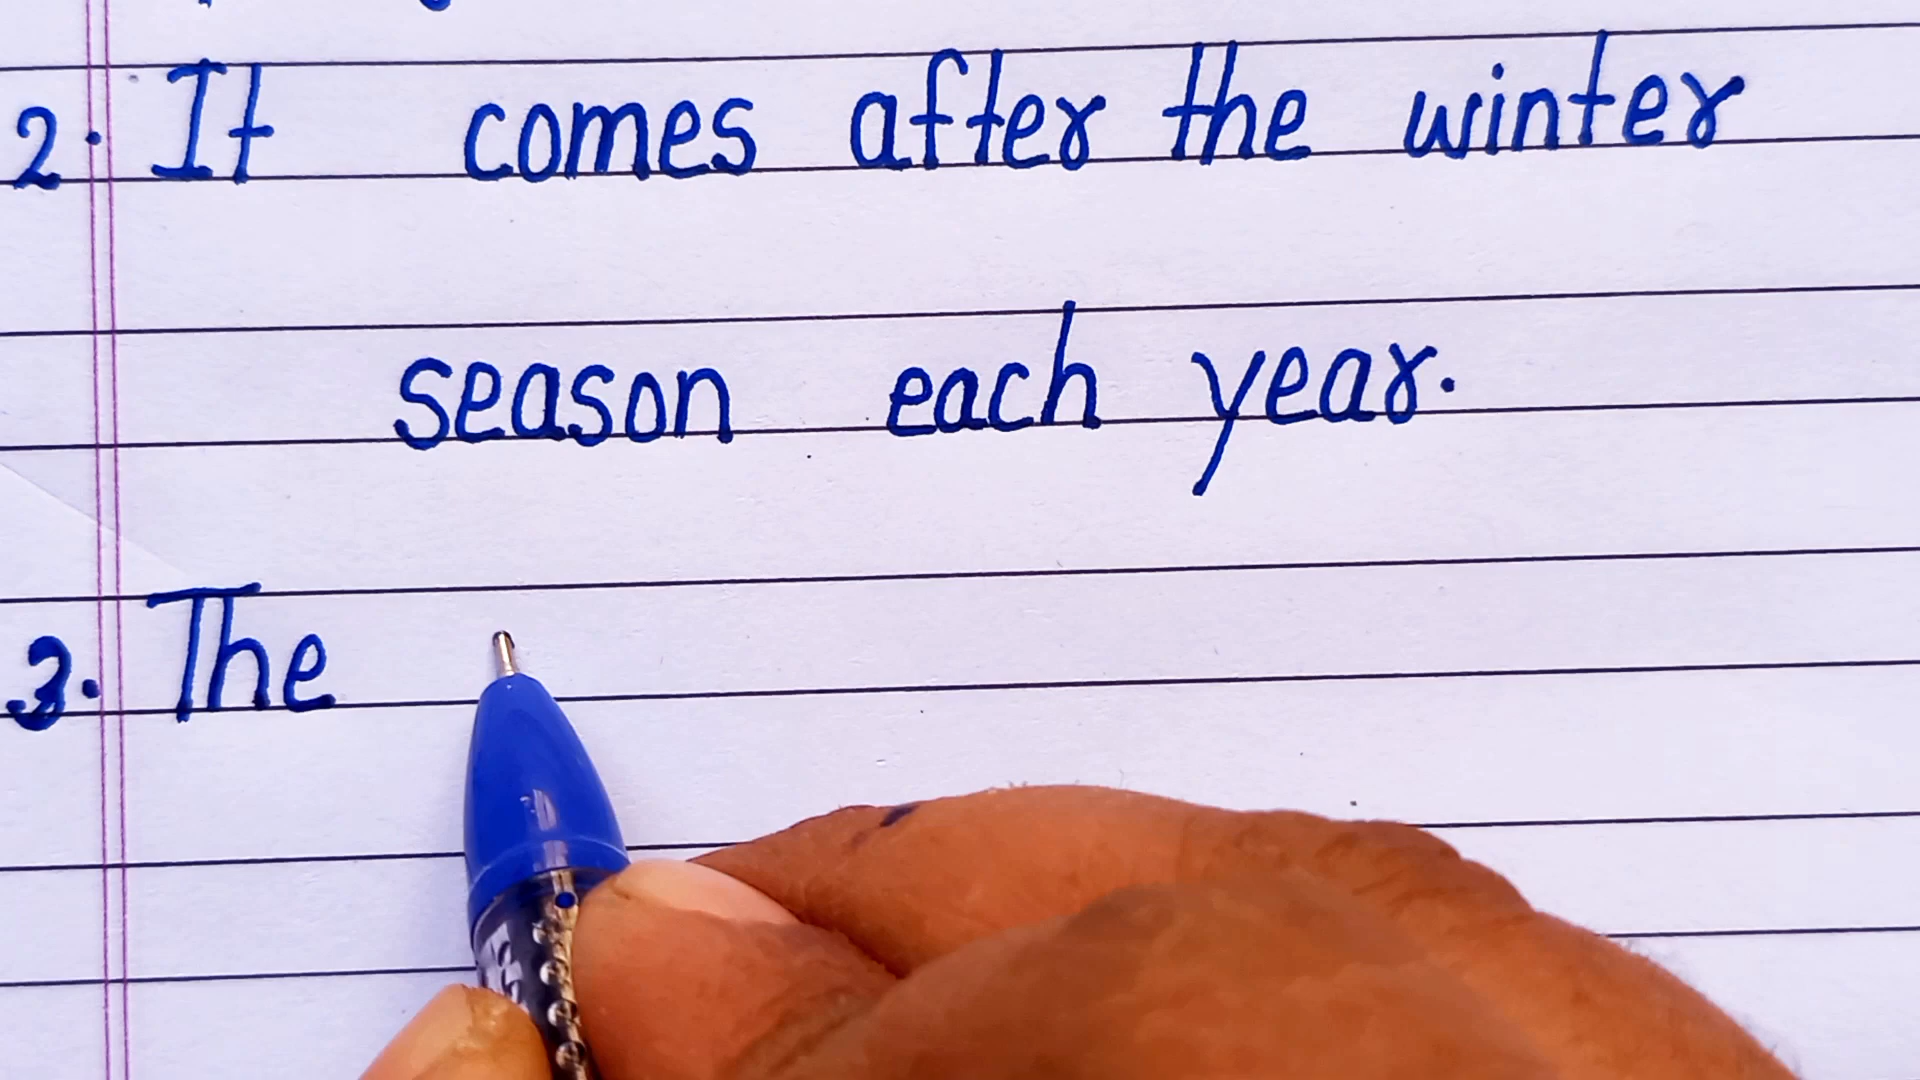 2. It comes after the winter
season each year.
3. The